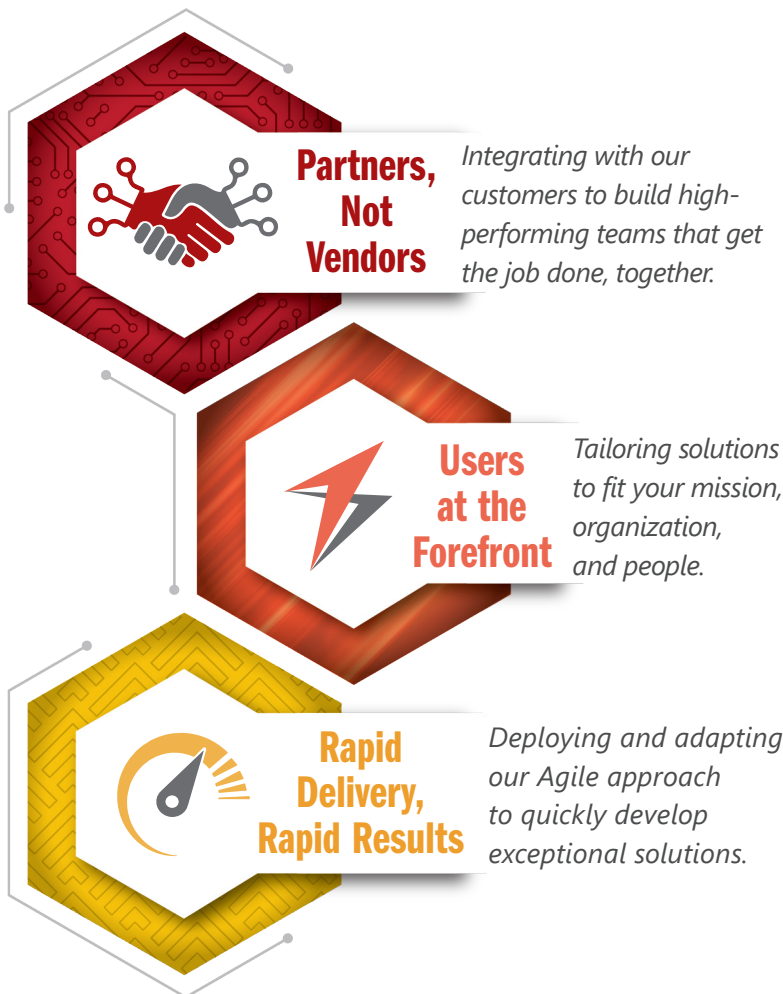 Partners,
Not
Vendors
Integrating with our
customers to build high-
performing teams that get
the job done, together.
Users
at the
Forefront
Tailoring solutions
to fit your mission,
organization,
and people.
Rapid
Delivery,
Rapid Results
Deploying and adapting
our Agile approach
to quickly develop
exceptional solutions.